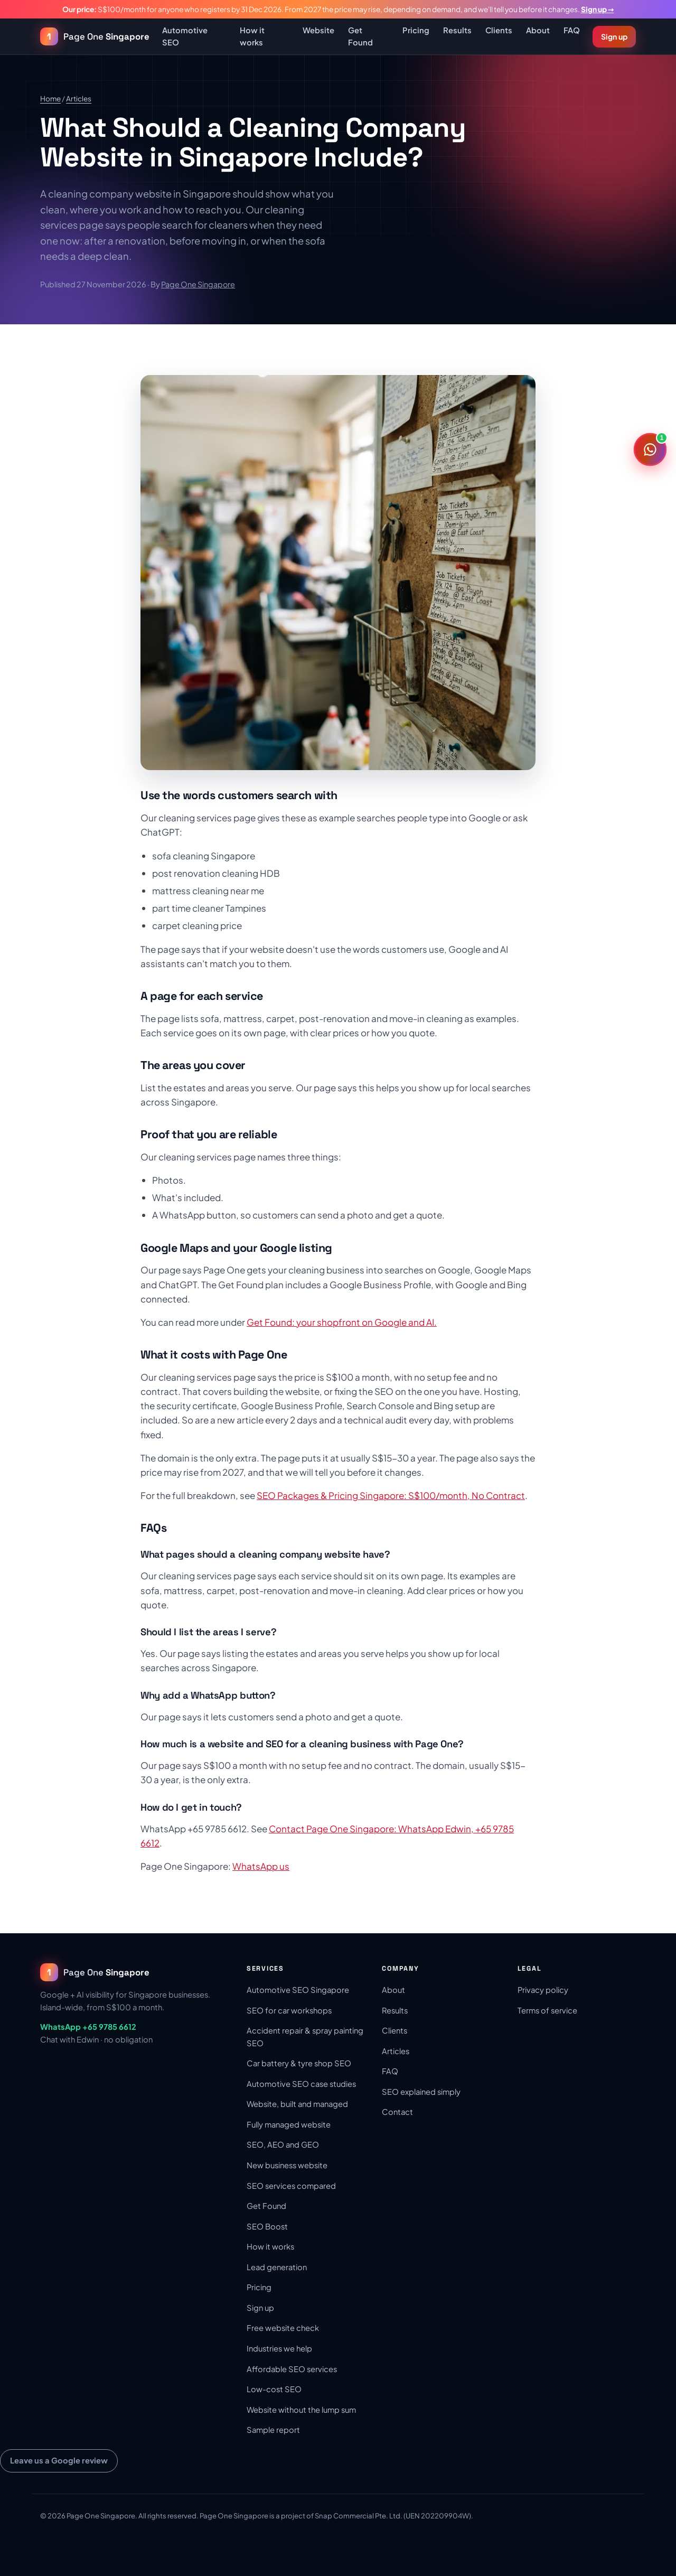 Our price: S$100/month for anyone who registers by 31 Dec 2026. From 2027 the price may rise, depending on demand, and we'll tell you before it changes. Sign up →
1 Page One Singapore
Automotive SEO
How it works
Website
Get Found
Pricing
Results
Clients
About
FAQ
Sign up
Home / Articles
What Should a Cleaning Company
Website in Singapore Include?
A cleaning company website in Singapore should show what you
clean, where you work and how to reach you. Our cleaning
services page says people search for cleaners when they need
one now: after a renovation, before moving in, or when the sofa
needs a deep clean.
Published 27 November 2026 · By Page One Singapore
1
Job Tickets
Job Tickets
Job Tickets
Use the words customers search with
Our cleaning services page gives these as example searches people type into Google or ask
ChatGPT:
• sofa cleaning Singapore
• post renovation cleaning HDB
• mattress cleaning near me
• part time cleaner Tampines
• carpet cleaning price
The page says that if your website doesn't use the words customers use, Google and AI
assistants can't match you to them.
A page for each service
The page lists sofa, mattress, carpet, post-renovation and move-in cleaning as examples.
Each service goes on its own page, with clear prices or how you quote.
The areas you cover
List the estates and areas you serve. Our page says this helps you show up for local searches
across Singapore.
Proof that you are reliable
Our cleaning services page names three things:
• Photos.
• What's included.
• A WhatsApp button, so customers can send a photo and get a quote.
Google Maps and your Google listing
Our page says Page One gets your cleaning business into searches on Google, Google Maps
and ChatGPT. The Get Found plan includes a Google Business Profile, with Google and Bing
connected.
You can read more under Get Found: your shopfront on Google and AI.
What it costs with Page One
Our cleaning services page says the price is S$100 a month, with no setup fee and no
contract. That covers building the website, or fixing the SEO on the one you have. Hosting,
the security certificate, Google Business Profile, Search Console and Bing setup are
included. So are a new article every 2 days and a technical audit every day, with problems
fixed.
The domain is the only extra. The page puts it at usually S$15–30 a year. The page also says the
price may rise from 2027, and that we will tell you before it changes.
For the full breakdown, see SEO Packages & Pricing Singapore: S$100/month, No Contract.
FAQs
What pages should a cleaning company website have?
Our cleaning services page says each service should sit on its own page. Its examples are
sofa, mattress, carpet, post-renovation and move-in cleaning. Add clear prices or how you
quote.
Should I list the areas I serve?
Yes. Our page says listing the estates and areas you serve helps you show up for local
searches across Singapore.
Why add a WhatsApp button?
Our page says it lets customers send a photo and get a quote.
How much is a website and SEO for a cleaning business with Page One?
Our page says S$100 a month with no setup fee and no contract. The domain, usually S$15–
30 a year, is the only extra.
How do I get in touch?
WhatsApp +65 9785 6612. See Contact Page One Singapore: WhatsApp Edwin, +65 9785
6612.
Page One Singapore: WhatsApp us
1 Page One Singapore
Google + AI visibility for Singapore businesses.
Island-wide, from S$100 a month.
WhatsApp +65 9785 6612
Chat with Edwin · no obligation
SERVICES
Automotive SEO Singapore
SEO for car workshops
Accident repair & spray painting
SEO
Car battery & tyre shop SEO
Automotive SEO case studies
Website, built and managed
Fully managed website
SEO, AEO and GEO
New business website
SEO services compared
Get Found
SEO Boost
How it works
Lead generation
Pricing
Sign up
Free website check
Industries we help
Affordable SEO services
Low-cost SEO
Website without the lump sum
Sample report
COMPANY
About
Results
Clients
Articles
FAQ
SEO explained simply
Contact
LEGAL
Privacy policy
Terms of service
Leave us a Google review
© 2026 Page One Singapore. All rights reserved. Page One Singapore is a project of Snap Commercial Pte. Ltd. (UEN 202209904W).